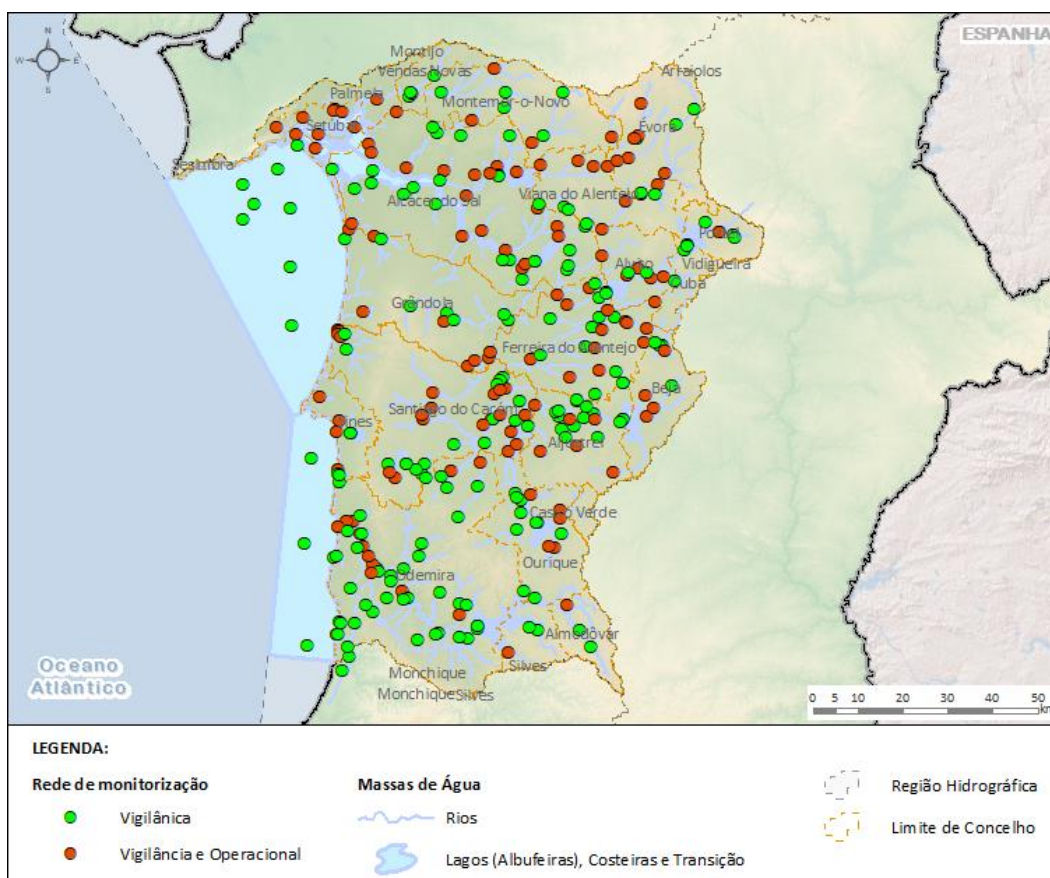 N
W E
S
ESPANHA
Montijo
Vendas Novas
Arraiolos
Palmela
Montemor-o-Novo
Setúbal
Évora
Sesimbra
Viana do Alentejo
Alcácer do Sal
Portel
Alvito
Vidigueira
Cuba
Grândola
Ferreira do Alentejo
Beja
Santiago do Cacém
Sines
Aljustrel
Castro Verde
Ourique
Odemira
Almodôvar
Silves
Monchique
Monchique
Silves
Oceano
Atlântico
0 5 10 20 30 40 50
km
LEGENDA:
Rede de monitorização
Massas de Água
Vigilânica
Rios
Região Hidrográfica
Vigilância e Operacional
Lagos (Albufeiras), Costeiras e Transição
Limite de Concelho